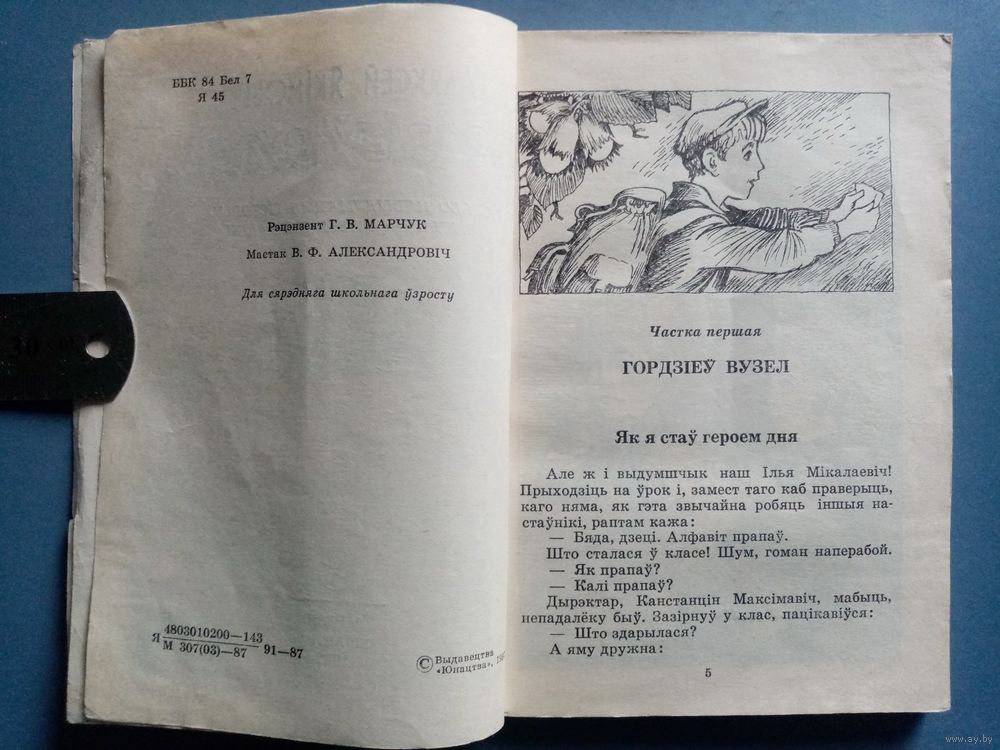 ББК 84 Бел 7
Я 45
Рэцэнзент Г. В. МАРЧУК
Мастак В. Ф. АЛЕКСАНДРОВІЧ
Для сярэдняга школьнага ўзросту
Я 4803010200—143
М 307(03)—87 91—87
© Выдавецтва
«Юнацтва»,
30
Частка першая
ГОРДЗІЕЎ ВУЗЕЛ
Як я стаў героем дня
Але ж і выдумшчык наш Ілья Мікалаевіч!
Прыходзіць на ўрок і, замест таго каб праверыць,
каго няма, як гэта звычайна робяць іншыя на-
стаўнікі, раптам кажа:
— Бяда, дзеці. Алфавіт прапаў.
Што сталася ў класе! Шум, гоман наперабой.
— Як прапаў?
— Калі прапаў?
Дырэктар, Канстанцін Максімавіч, мабыць,
непадалёку быў. Зазірнуў у клас, пацікавіўся:
— Што здарылася?
А яму дружна:
5
www.ay.by